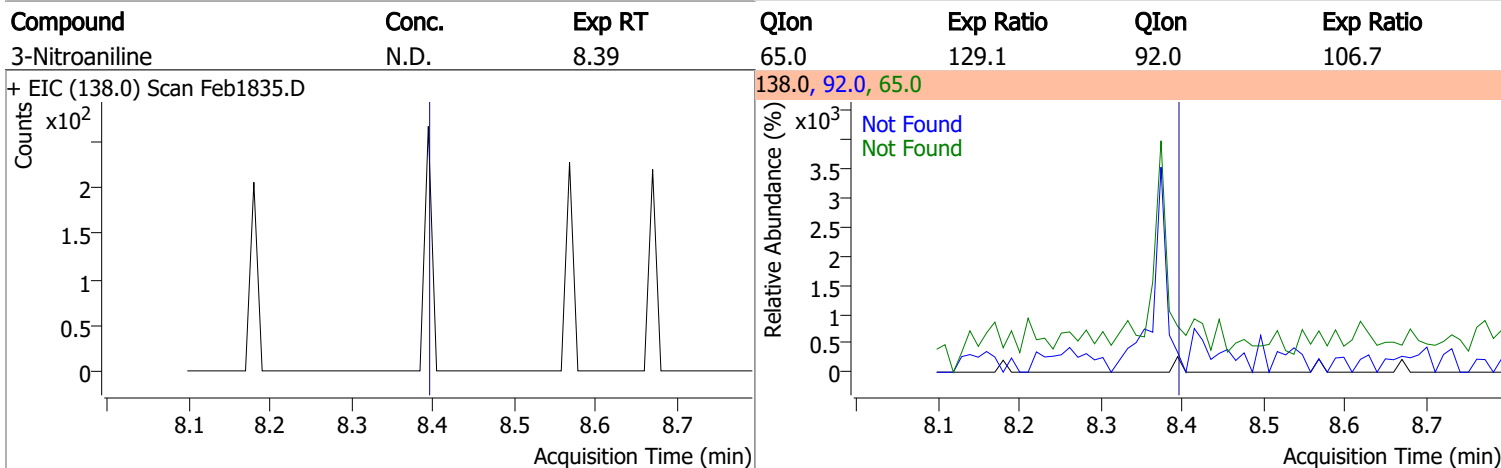 Compound Conc. Exp RT QIon Exp Ratio QIon Exp Ratio
3-Nitroaniline N.D. 8.39 65.0 129.1 92.0 106.7
+ EIC (138.0) Scan Feb1835.D
Counts
x10²
2
1.5
1
0.5
0
8.1 8.2 8.3 8.4 8.5 8.6 8.7
Acquisition Time (min)
138.0, 92.0, 65.0
Relative Abundance (%)
x10³
Not Found
Not Found
3.5
3
2.5
2
1.5
1
0.5
0
8.1 8.2 8.3 8.4 8.5 8.6 8.7
Acquisition Time (min)